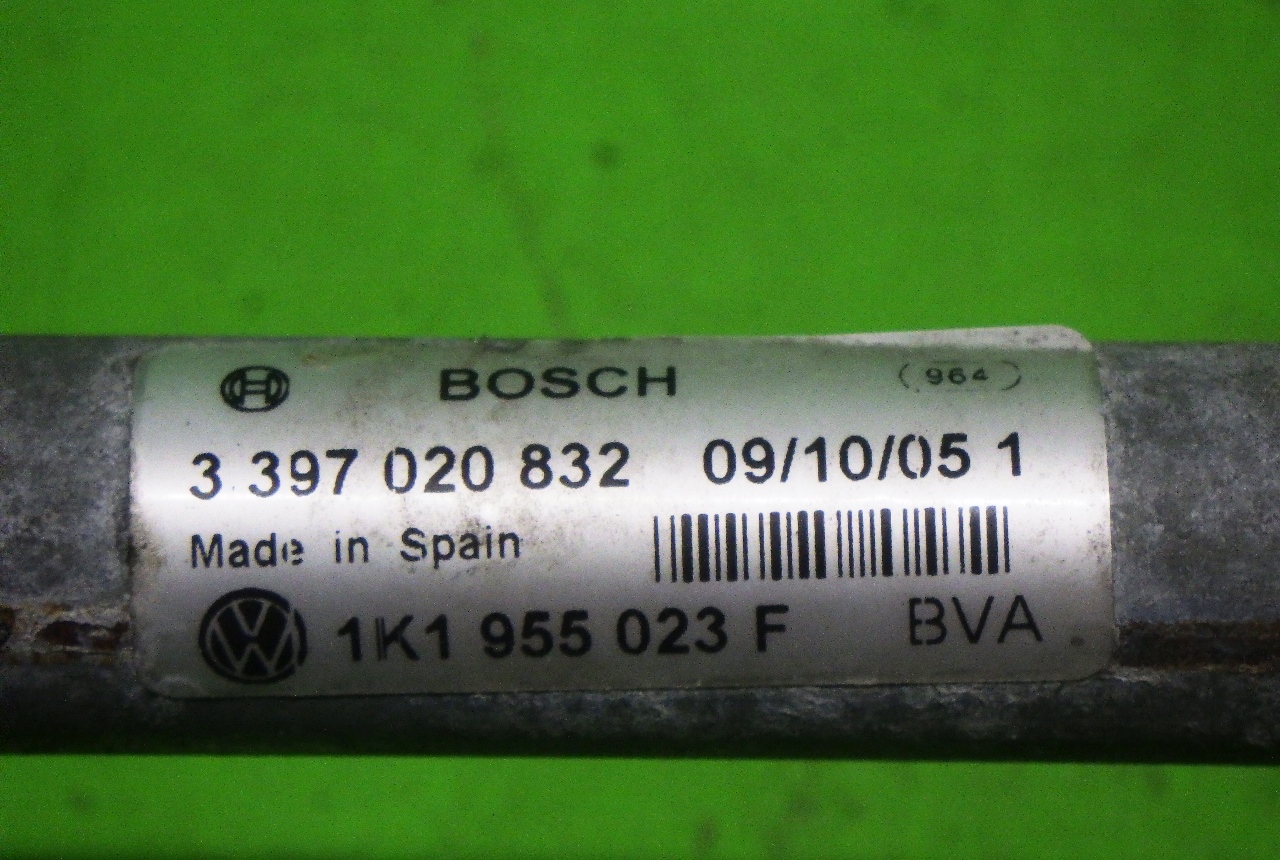 BOSCH (964)
3 397 020 832 09/10/05 1
Made in Spain
1K1 955 023 F BVA